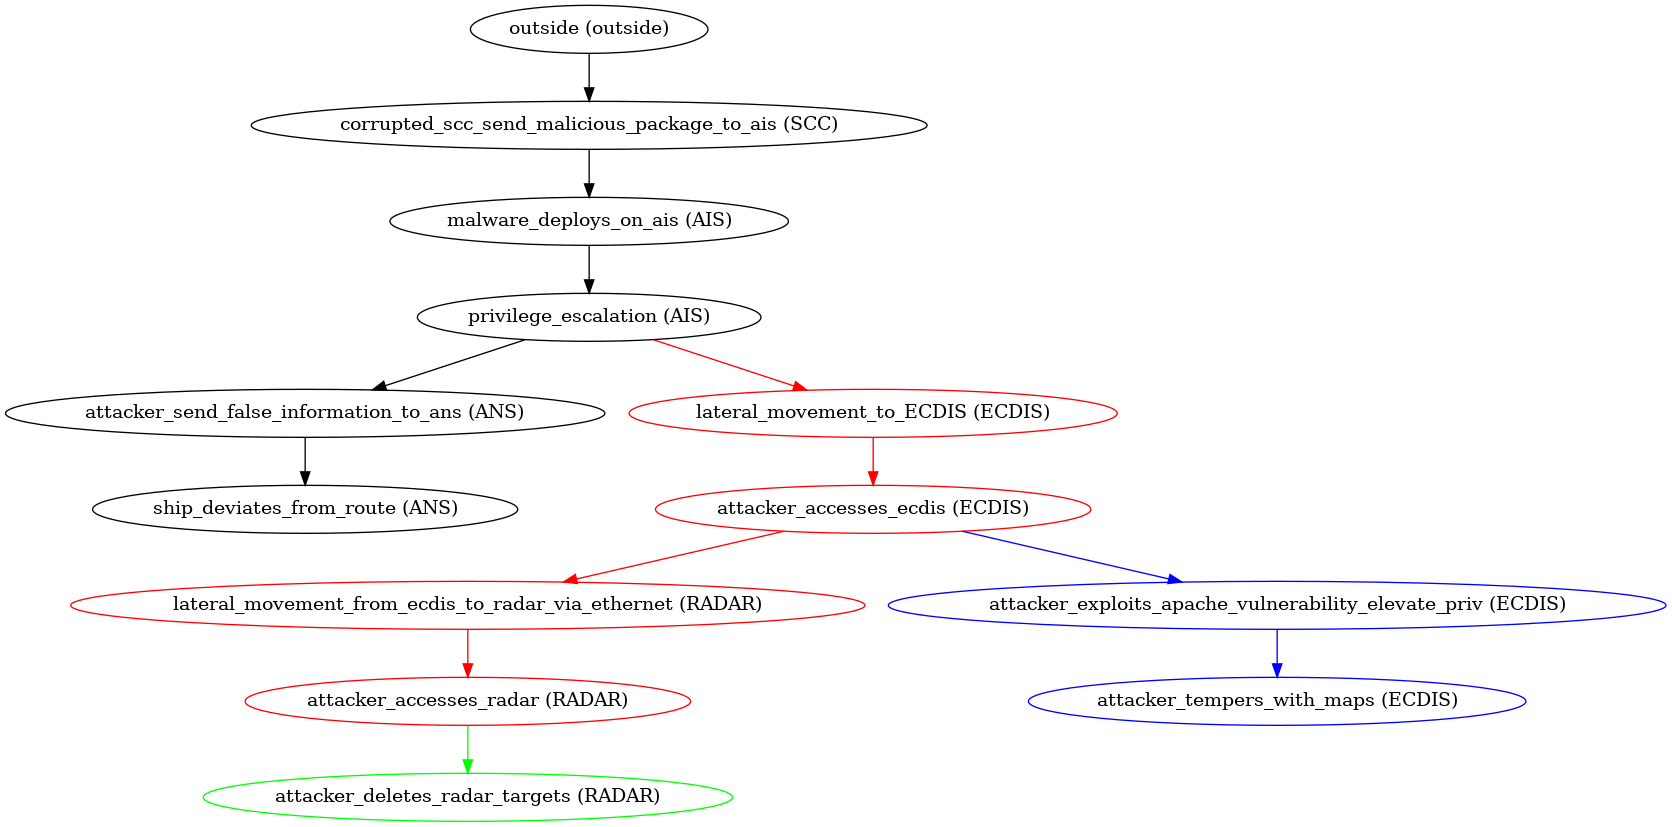 outside (outside)
corrupted_scc_send_malicious_package_to_ais (SCC)
malware_deploys_on_ais (AIS)
privilege_escalation (AIS)
attacker_send_false_information_to_ans (ANS)
lateral_movement_to_ECDIS (ECDIS)
ship_deviates_from_route (ANS)
attacker_accesses_ecdis (ECDIS)
lateral_movement_from_ecdis_to_radar_via_ethernet (RADAR)
attacker_exploits_apache_vulnerability_elevate_priv (ECDIS)
attacker_accesses_radar (RADAR)
attacker_tempers_with_maps (ECDIS)
attacker_deletes_radar_targets (RADAR)